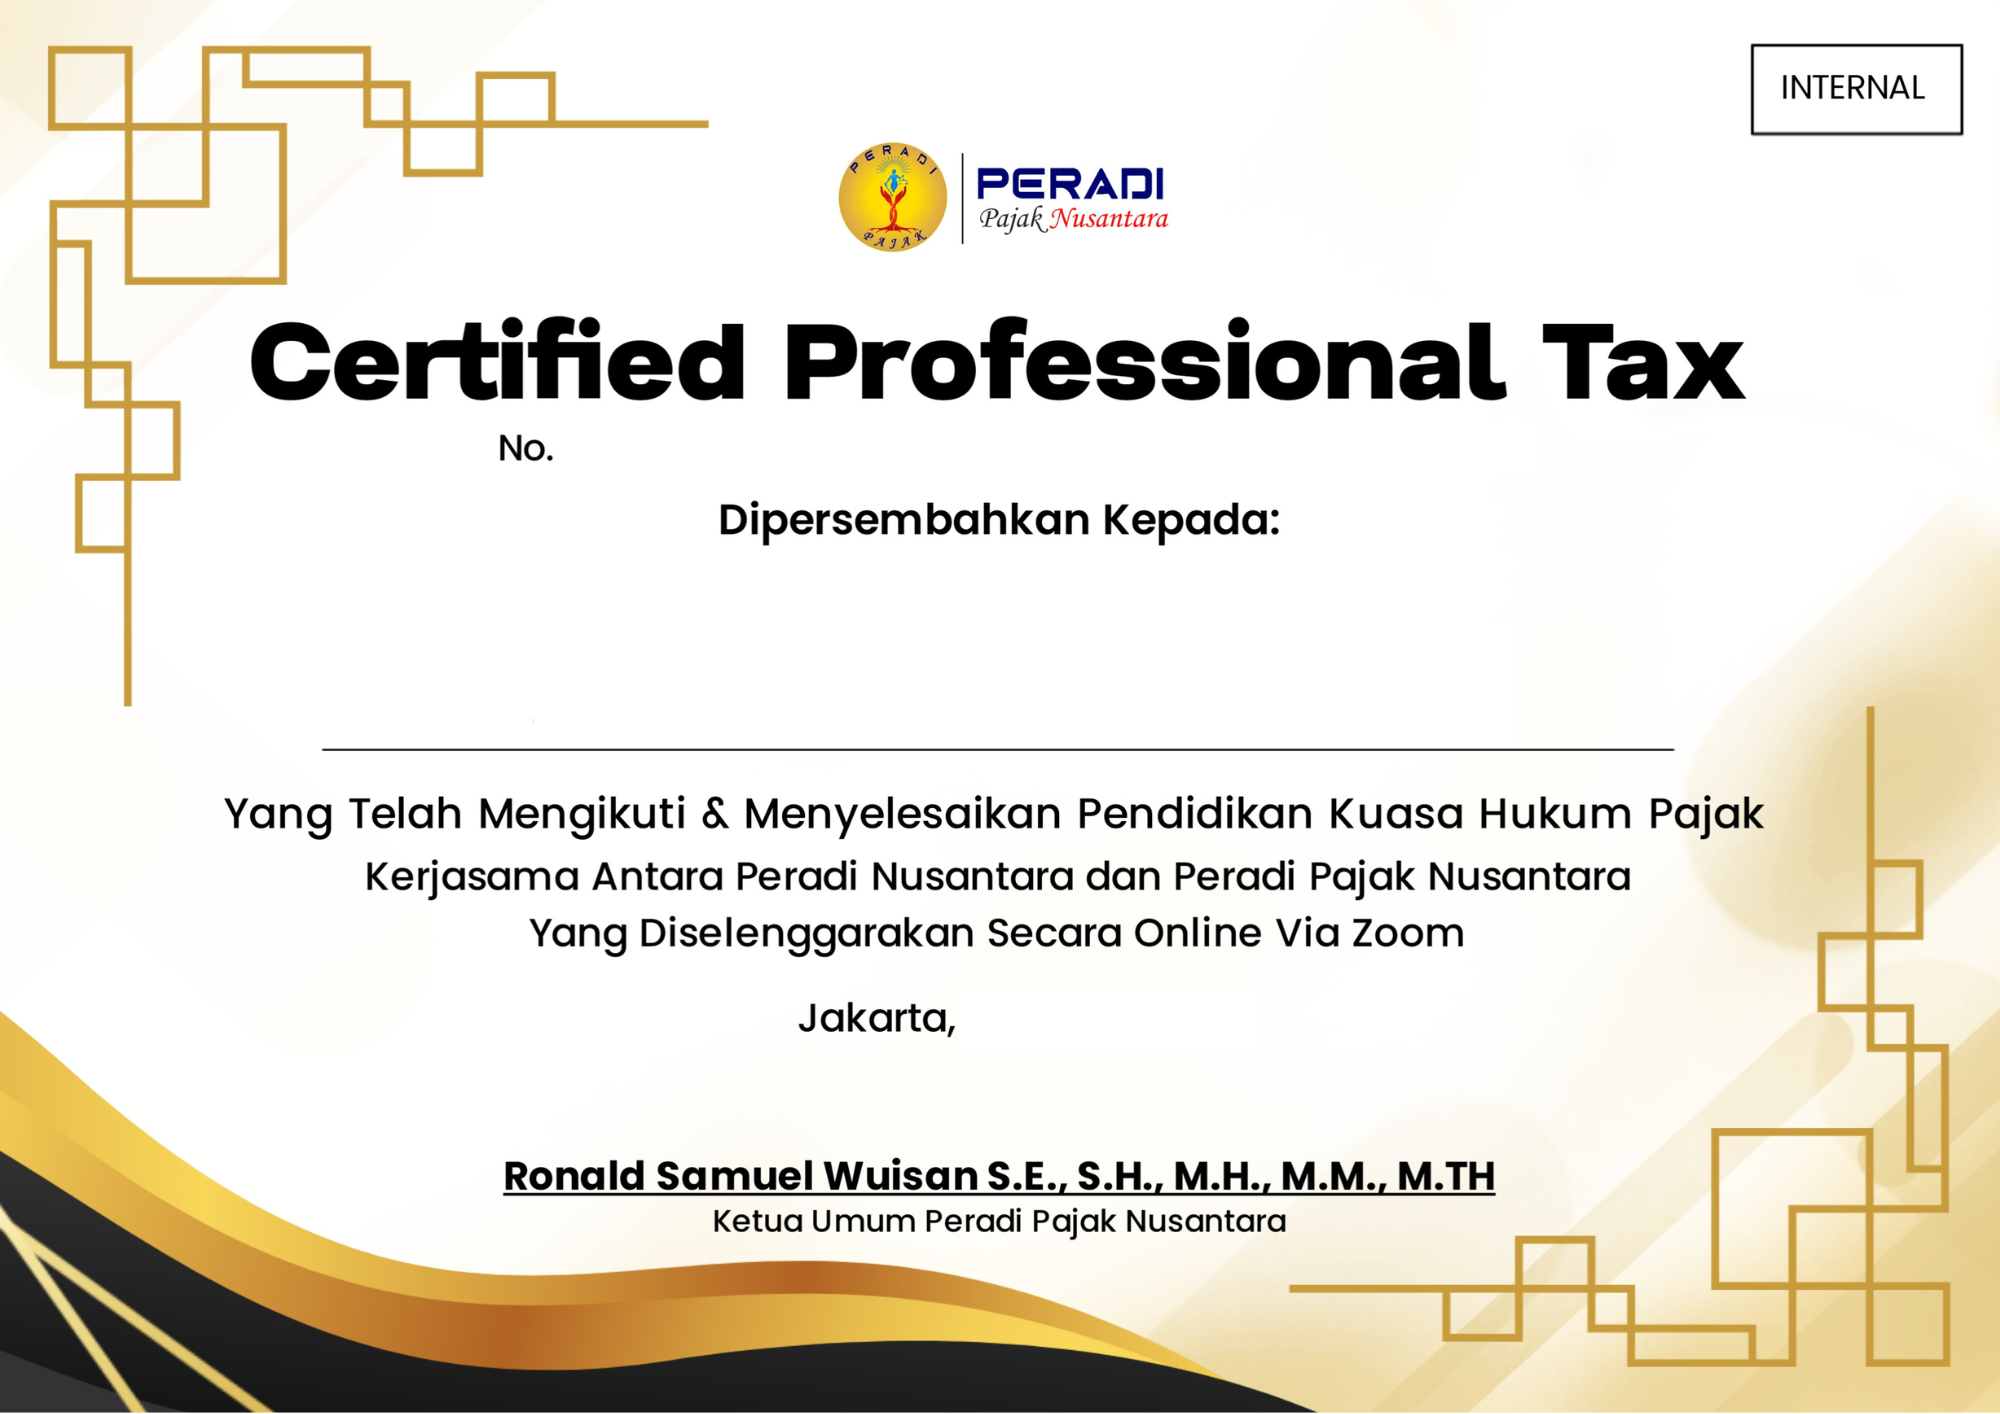 INTERNAL
PERADI
PAJAK
PERADI
Pajak Nusantara
Certified Professional Tax
No.
Dipersembahkan Kepada:
Yang Telah Mengikuti & Menyelesaikan Pendidikan Kuasa Hukum Pajak
Kerjasama Antara Peradi Nusantara dan Peradi Pajak Nusantara
Yang Diselenggarakan Secara Online Via Zoom
Jakarta,
Ronald Samuel Wuisan S.E., S.H., M.H., M.M., M.TH
Ketua Umum Peradi Pajak Nusantara